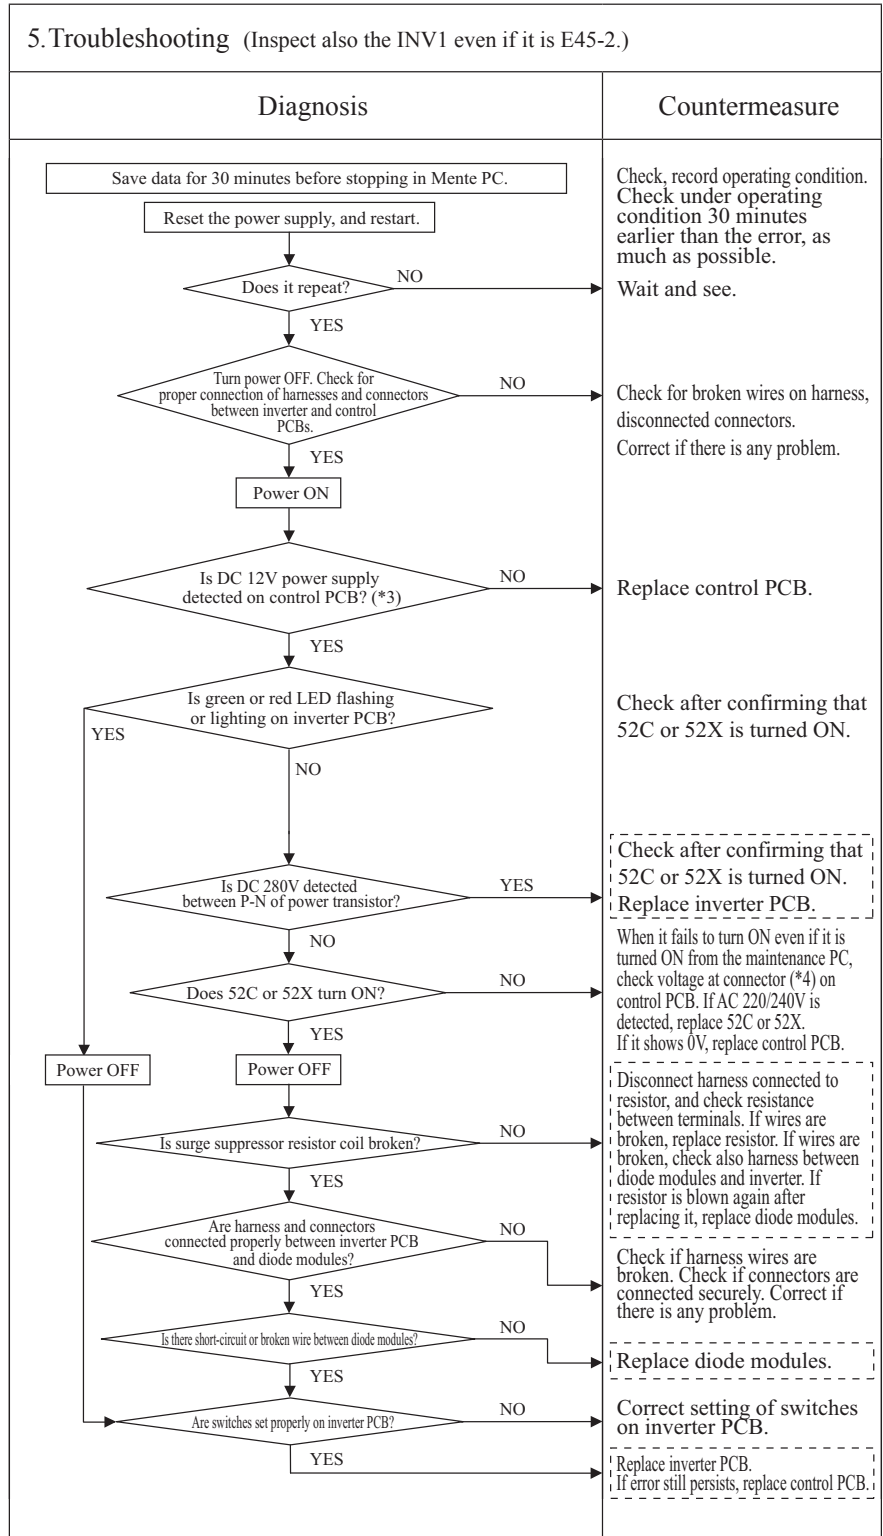 5.Troubleshooting (Inspect also the INV1 even if it is E45-2.)
Diagnosis
Countermeasure
Save data for 30 minutes before stopping in Mente PC.
Check, record operating condition.
Check under operating
condition 30 minutes
earlier than the error, as
much as possible.
Reset the power supply, and restart.
Does it repeat?
NO
Wait and see.
YES
Turn power OFF. Check for
proper connection of harnesses and connectors
between inverter and control
PCBs.
NO
Check for broken wires on harness,
disconnected connectors.
Correct if there is any problem.
YES
Power ON
Is DC 12V power supply
detected on control PCB? (*3)
NO
Replace control PCB.
YES
Is green or red LED flashing
or lighting on inverter PCB?
Check after confirming that
52C or 52X is turned ON.
YES
NO
Is DC 280V detected
between P-N of power transistor?
YES
Check after confirming that
52C or 52X is turned ON.
Replace inverter PCB.
NO
Does 52C or 52X turn ON?
NO
When it fails to turn ON even if it is
turned ON from the maintenance PC,
check voltage at connector (*4) on
control PCB. If AC 220/240V is
detected, replace 52C or 52X.
If it shows 0V, replace control PCB.
YES
Power OFF
Power OFF
Is surge suppressor resistor coil broken?
NO
Disconnect harness connected to
resistor, and check resistance
between terminals. If wires are
broken, replace resistor. If wires are
broken, check also harness between
diode modules and inverter. If
resistor is blown again after
replacing it, replace diode modules.
YES
Are harness and connectors
connected properly between inverter PCB
and diode modules?
NO
Check if harness wires are
broken. Check if connectors are
connected securely. Correct if
there is any problem.
YES
Is there short-circuit or broken wire between diode modules?
NO
Replace diode modules.
YES
Are switches set properly on inverter PCB?
NO
Correct setting of switches
on inverter PCB.
YES
Replace inverter PCB.
If error still persists, replace control PCB.